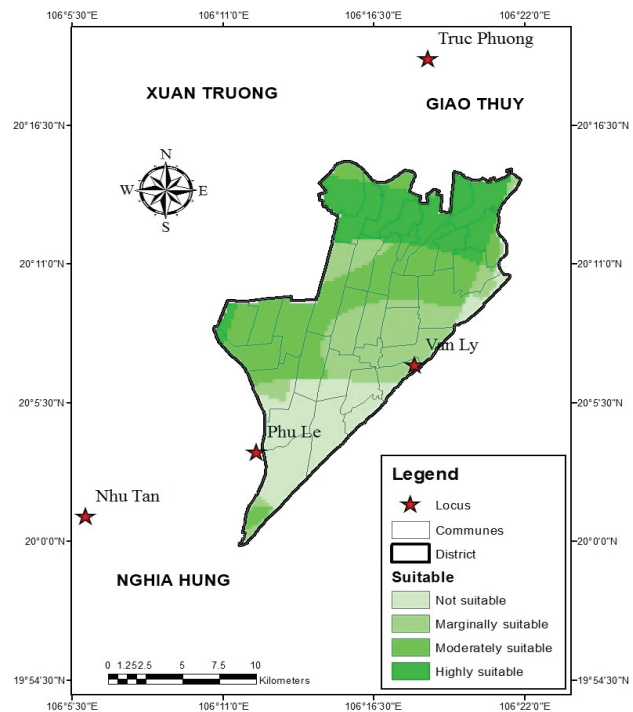 106°5'30"E 106°11'0"E 106°16'30"E 106°22'0"E
Truc Phuong
XUAN TRUONG
GIAO THUY
20°16'30"N 20°16'30"N
N
W E
S
20°11'0"N 20°11'0"N
Van Ly
20°5'30"N 20°5'30"N
Phu Le
Nhu Tan
20°0'0"N 20°0'0"N
NGHIA HUNG
Legend
Locus
Communes
District
Suitable
Not suitable
Marginally suitable
Moderately suitable
Highly suitable
0 1.252.5 5 7.5 10
Kilometers
19°54'30"N 19°54'30"N
106°5'30"E 106°11'0"E 106°16'30"E 106°22'0"E